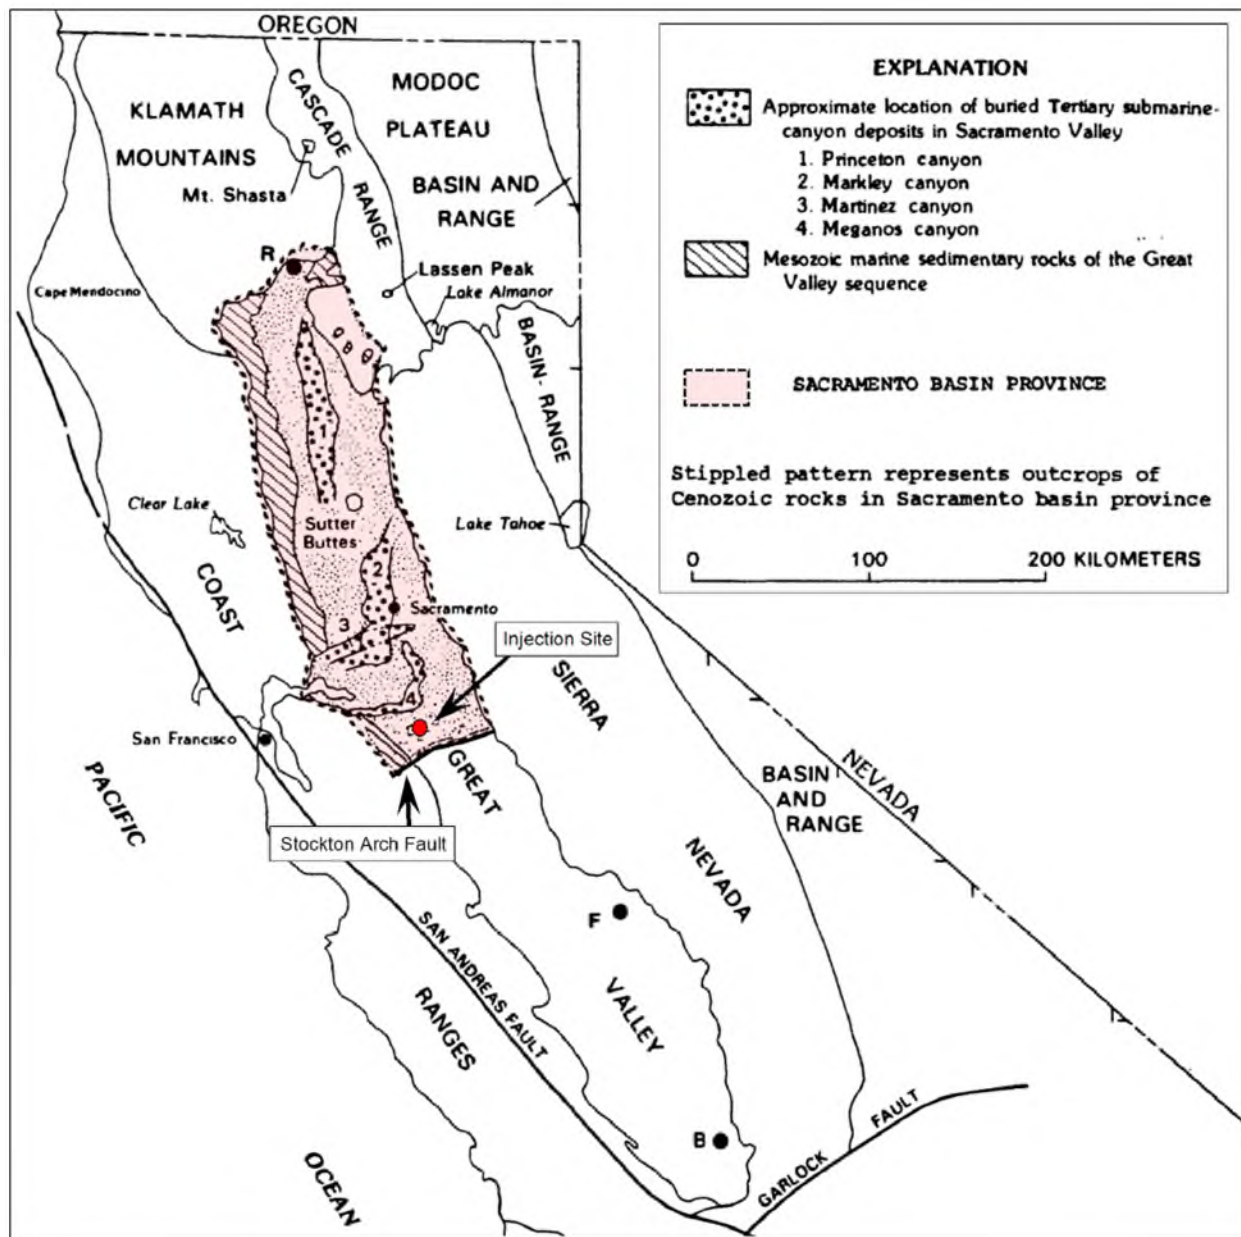 OREGON
KLAMATH
MOUNTAINS
Mt. Shasta
CASCADE
RANGE
MODOC
PLATEAU
BASIN AND
RANGE
R
Lassen Peak
Lake Almanor
Cape Mendocino
BASIN-
RANGE
1
Clear Lake
Sutter
Buttes
Lake Tahoe
2
Sacramento
COAST
3
Injection Site
4
SIERRA
San Francisco
GREAT
PACIFIC
NEVADA
BASIN
AND
RANGE
Stockton Arch Fault
NEVADA
F
SAN ANDREAS FAULT
RANGES
VALLEY
B
GARLOCK
FAULT
OCEAN
EXPLANATION
Approximate location of buried Tertiary submarine-
canyon deposits in Sacramento Valley
1. Princeton canyon
2. Markley canyon
3. Martinez canyon
4. Meganos canyon
Mesozoic marine sedimentary rocks of the Great
Valley sequence
SACRAMENTO BASIN PROVINCE
Stippled pattern represents outcrops of
Cenozoic rocks in Sacramento basin province
0 100 200 KILOMETERS